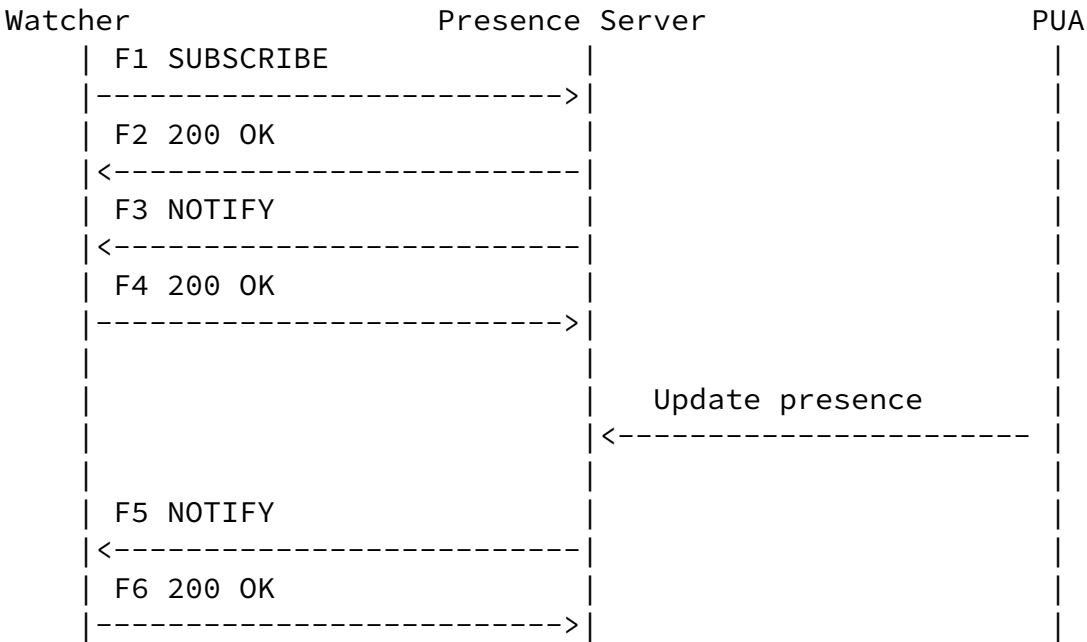 Watcher Presence Server PUA
F1 SUBSCRIBE
F2 200 OK
F3 NOTIFY
F4 200 OK
Update presence
F5 NOTIFY
F6 200 OK